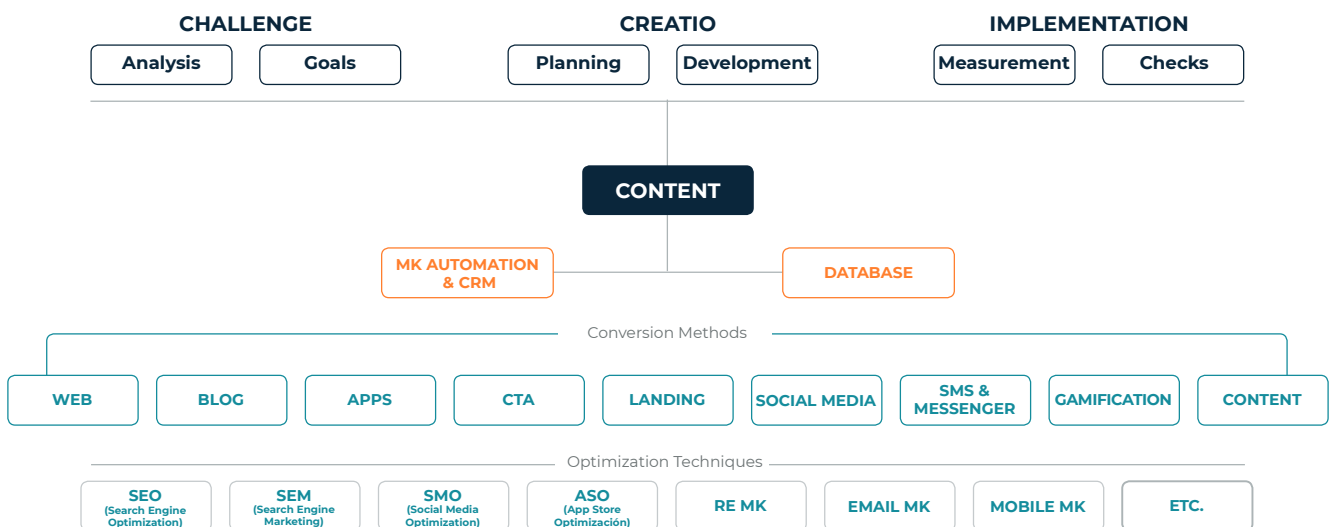 CHALLENGE
CREATIO
IMPLEMENTATION
Analysis
Goals
Planning
Development
Measurement
Checks
CONTENT
MK AUTOMATION
& CRM
DATABASE
Conversion Methods
WEB
BLOG
APPS
CTA
LANDING
SOCIAL MEDIA
SMS &
MESSENGER
GAMIFICATION
CONTENT
Optimization Techniques
SEO
(Search Engine
Optimization)
SEM
(Search Engine
Marketing)
SMO
(Social Media
Optimization)
ASO
(App Store
Optimización)
RE MK
EMAIL MK
MOBILE MK
ETC.